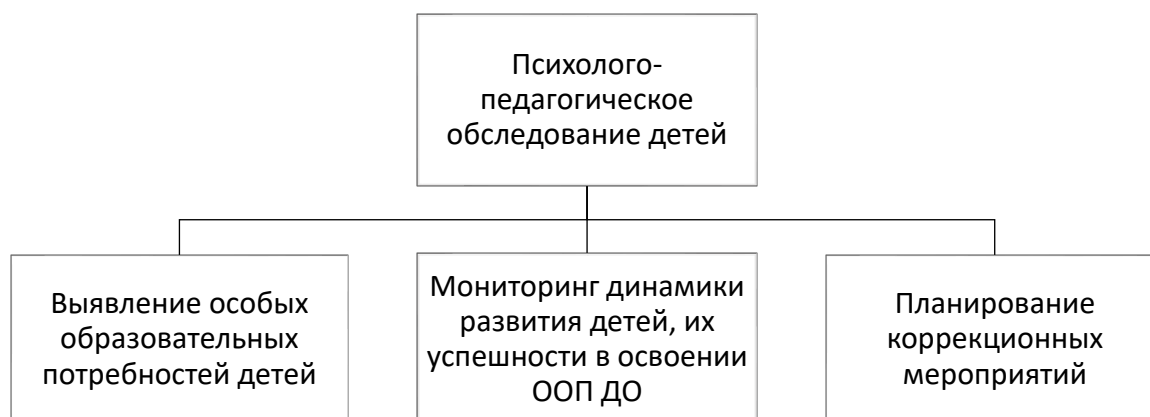 Психолого-
педагогическое
обследование детей
Выявление особых
образовательных
потребностей детей
Мониторинг динамики
развития детей, их
успешности в освоении
ООП ДО
Планирование
коррекционных
мероприятий